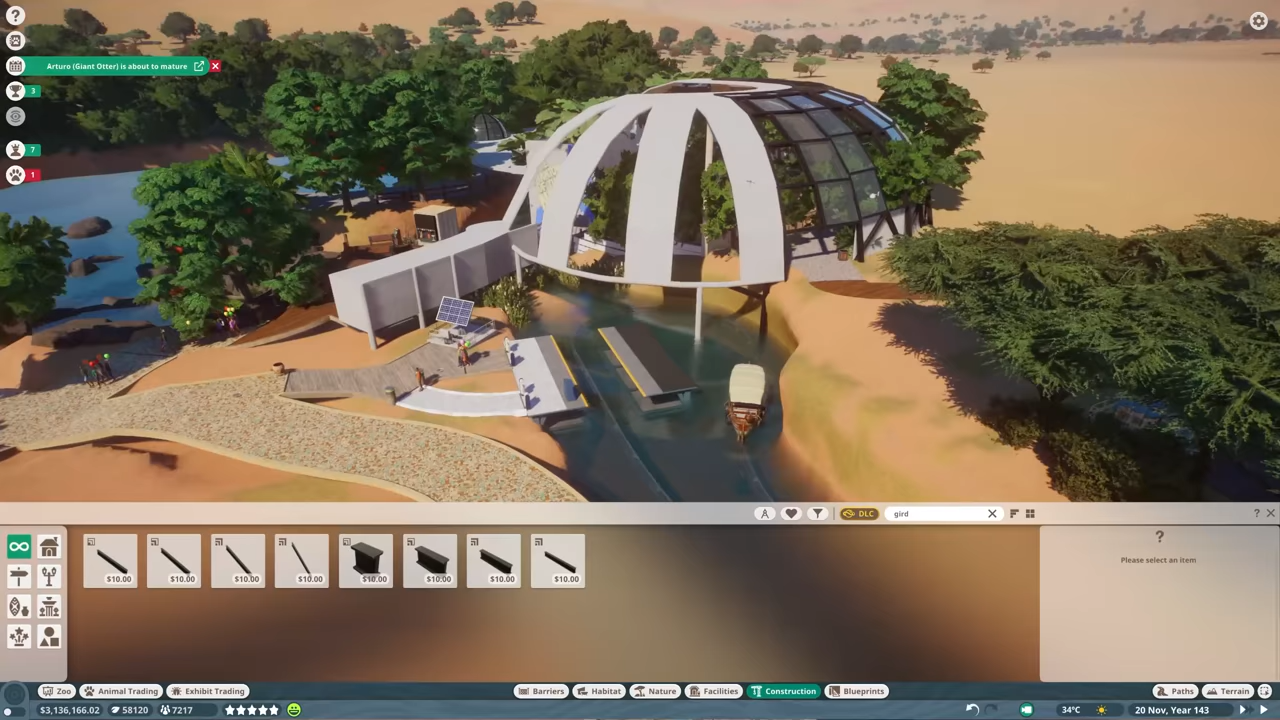 ?
Arturo (Giant Otter) is about to mature
3
7
1
DLC
gird
?
$10.00
$10.00
$10.00
$10.00
$10.00
$10.00
$10.00
$10.00
?
Please select an item
Zoo
Animal Trading
Exhibit Trading
Barriers
Habitat
Nature
Facilities
Construction
Blueprints
Paths
Terrain
$3,136,166.02
58120
7217
34°C
20 Nov, Year 143